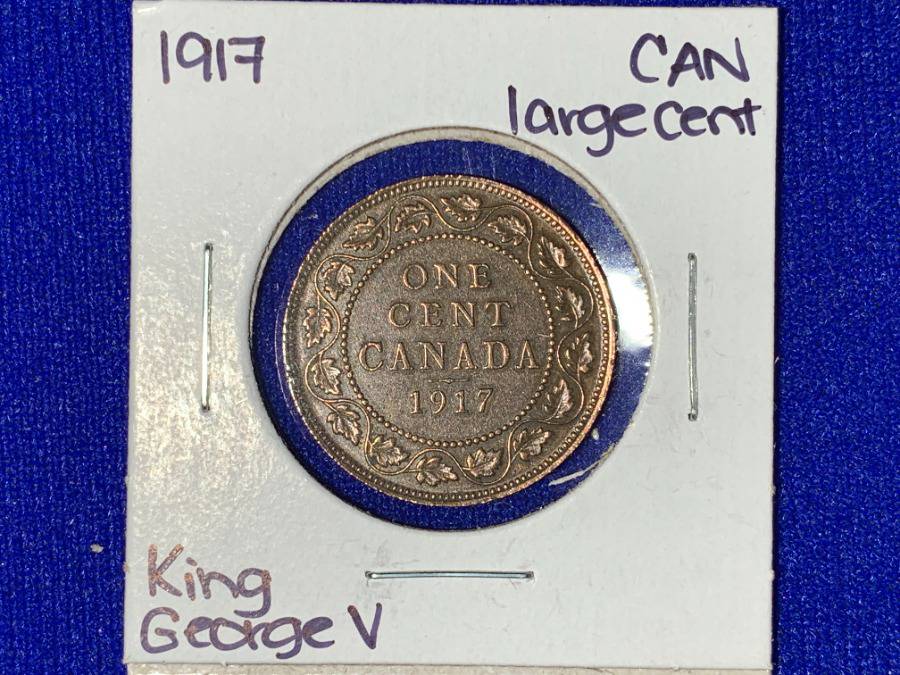 1917
CAN
large cent
ONE
CENT
CANADA
1917
King
George V